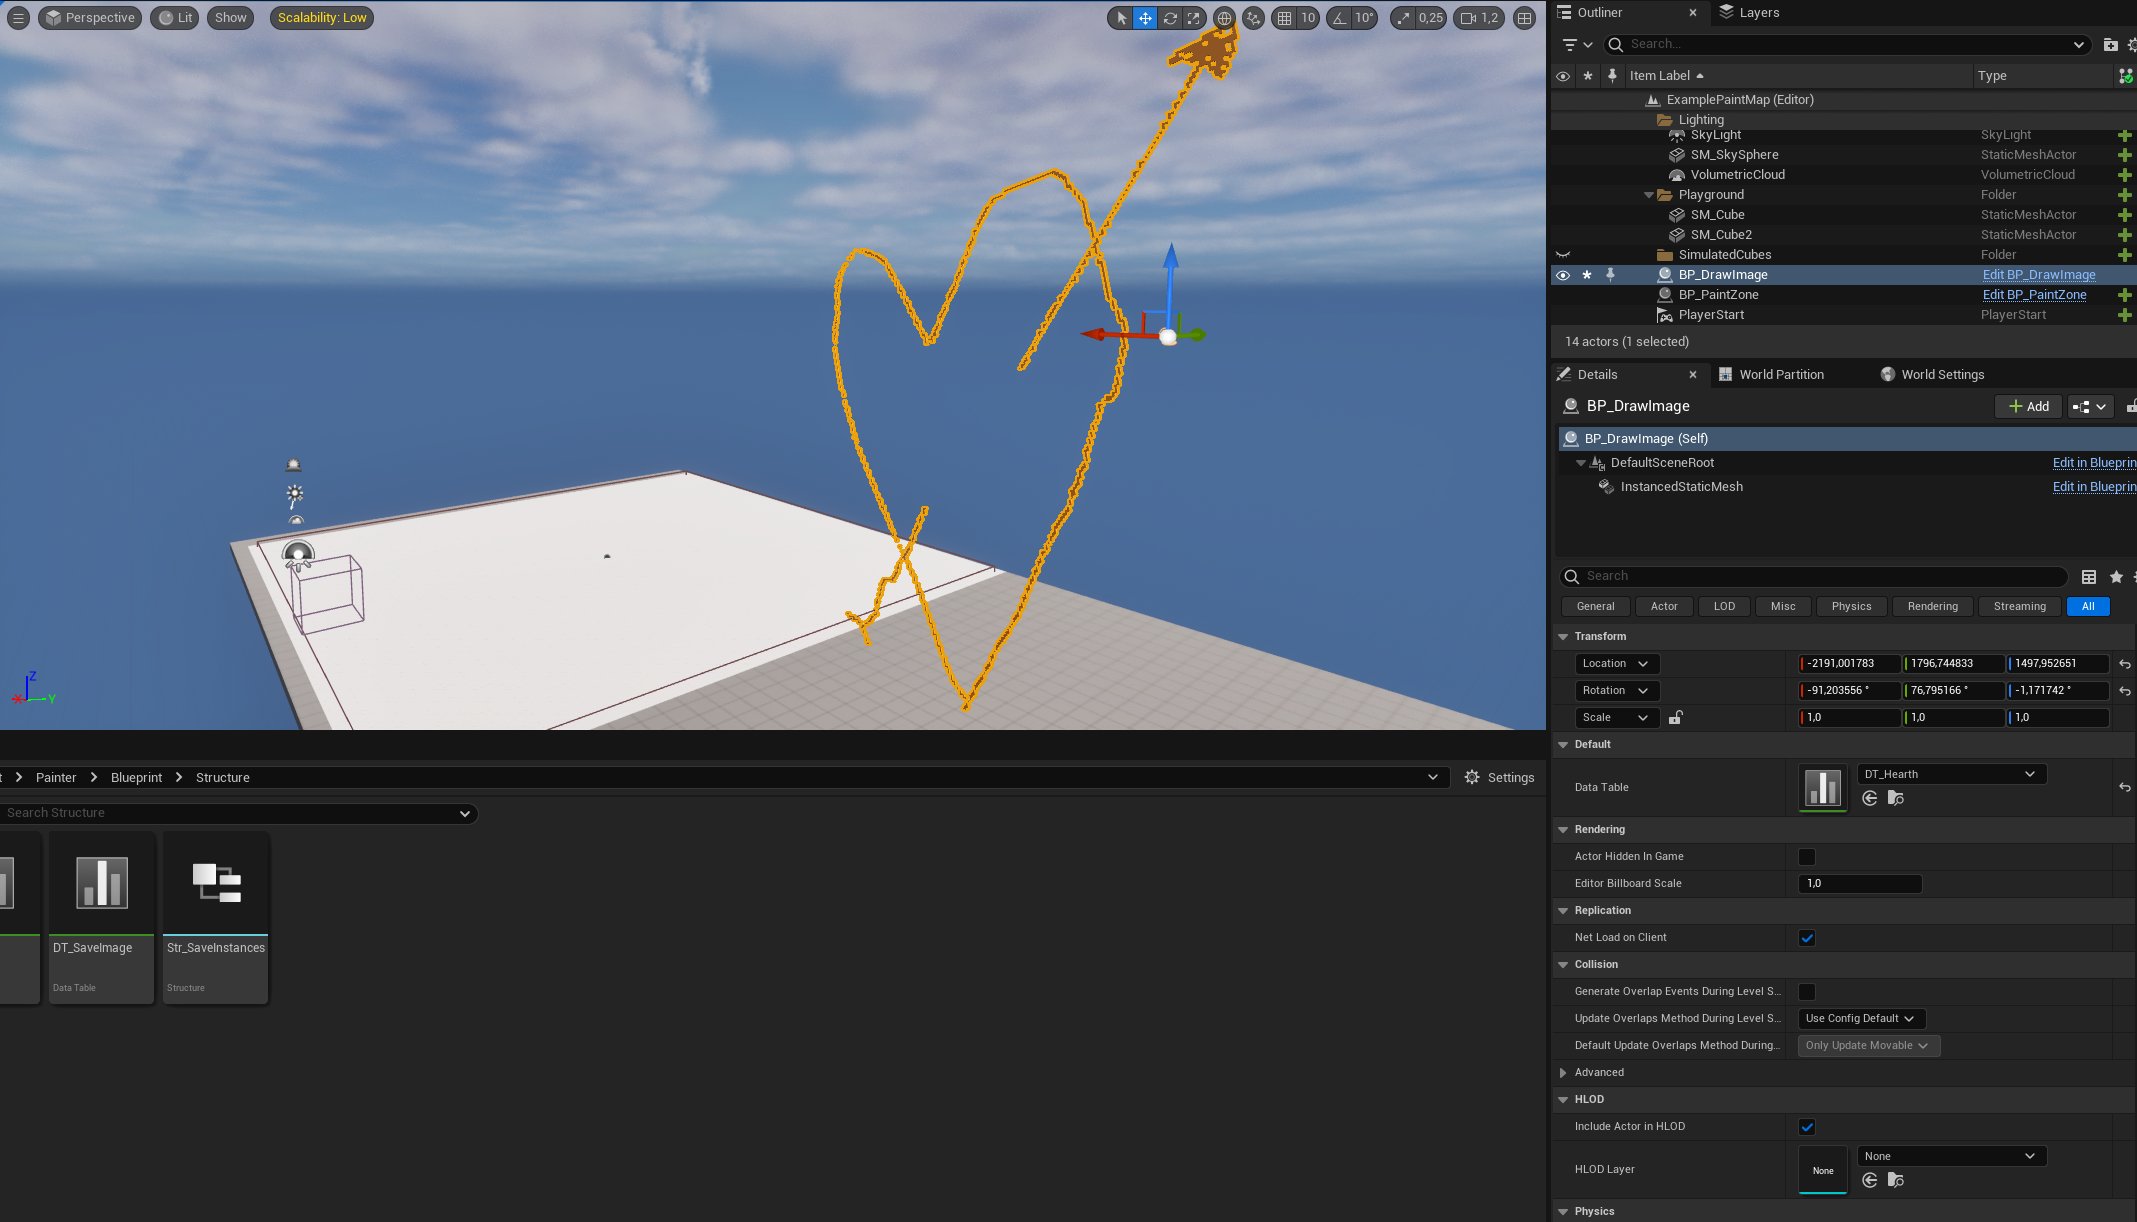 Perspective
Lit
Show
Scalability: Low
10
10°
0,25
1,2
Z
X
Y
Outliner
Layers
Search...
Item Label
Type
ExamplePaintMap (Editor)
Lighting
SkyLight SkyLight
SM_SkySphere StaticMeshActor
VolumetricCloud VolumetricCloud
Playground Folder
SM_Cube StaticMeshActor
SM_Cube2 StaticMeshActor
SimulatedCubes Folder
BP_DrawImage Edit BP_DrawImage
BP_PaintZone Edit BP_PaintZone
PlayerStart PlayerStart
14 actors (1 selected)
Details
World Partition
World Settings
BP_DrawImage
Add
BP_DrawImage (Self)
DefaultSceneRoot Edit in Blueprin
InstancedStaticMesh Edit in Blueprin
Search
General Actor LOD Misc Physics Rendering Streaming All
Transform
Location -2191,001783 1796,744833 1497,952651
Rotation -91,203556 ° 76,795166 ° -1,171742 °
Scale 1,0 1,0 1,0
Default
Data Table DT_Hearth
Rendering
Actor Hidden In Game
Editor Billboard Scale 1,0
Replication
Net Load on Client
Collision
Generate Overlap Events During Level S...
Update Overlaps Method During Level S... Use Config Default
Default Update Overlaps Method During... Only Update Movable
Advanced
HLOD
Include Actor in HLOD
HLOD Layer None None
Physics
t > Painter > Blueprint > Structure
Settings
Search Structure
DT_SaveImage
Data Table
Str_SaveInstances
Structure